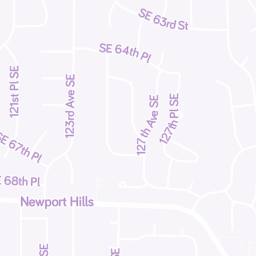 SE 63rd St
SE 64th Pl
121st Pl SE
123rd Ave SE
127th Ave SE
127th Pl SE
SE 67th Pl
E 68th Pl
Newport Hills
SE
SE